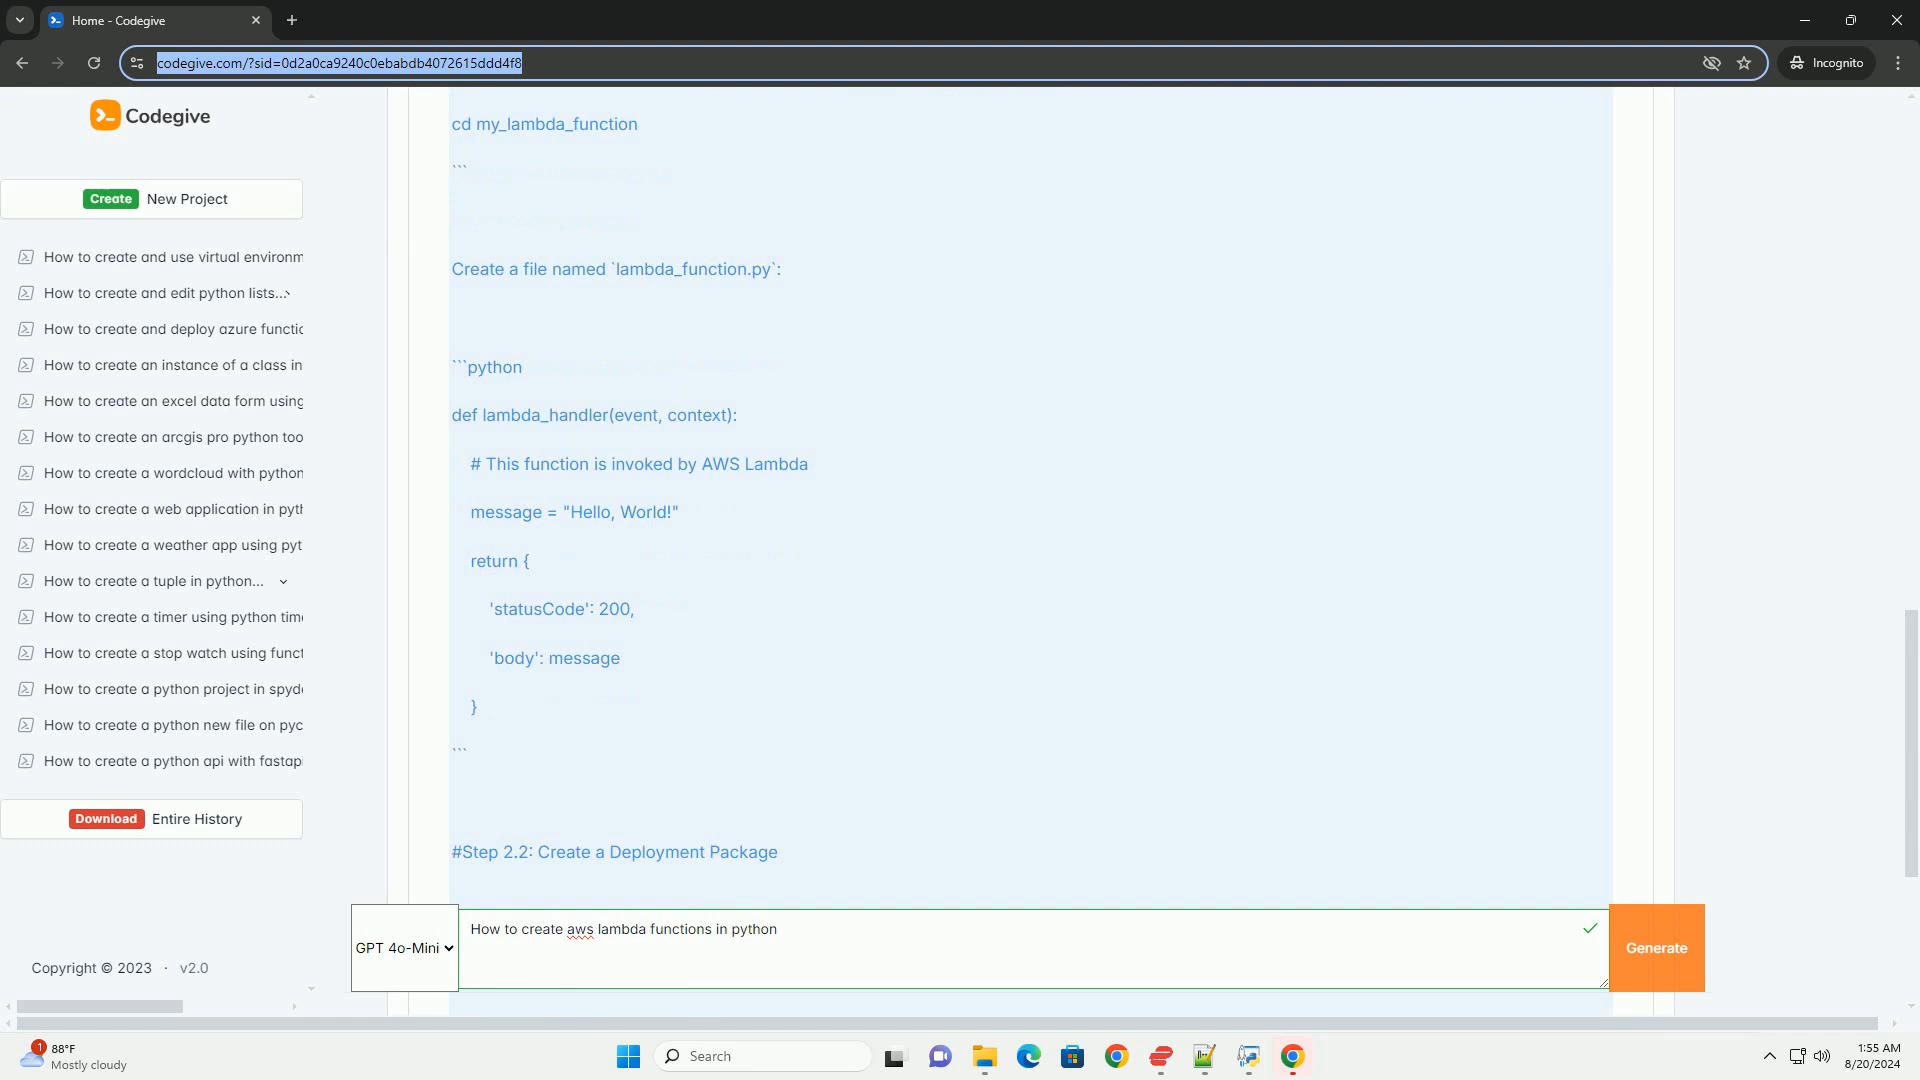 Home - Codegive
codegive.com/?sid=0d2a0ca9240c0ebabdb4072615ddd4f8
Incognito
Codegive
Create New Project
How to create and use virtual environm
How to create and edit python lists...
How to create and deploy azure functio
How to create an instance of a class in
How to create an excel data form using
How to create an arcgis pro python too
How to create a wordcloud with python
How to create a web application in pyth
How to create a weather app using pyt
How to create a tuple in python...
How to create a timer using python time
How to create a stop watch using funct
How to create a python project in spyde
How to create a python new file on pyc
How to create a python api with fastap
Download Entire History
Copyright © 2023 · v2.0
cd my_lambda_function
```
Create a file named `lambda_function.py`:
```python
def lambda_handler(event, context):
# This function is invoked by AWS Lambda
message = "Hello, World!"
return {
'statusCode': 200,
'body': message
}
```
#Step 2.2: Create a Deployment Package
GPT 4o-Mini
How to create aws lambda functions in python
Generate
1
88°F
Mostly cloudy
Search
1:55 AM
8/20/2024